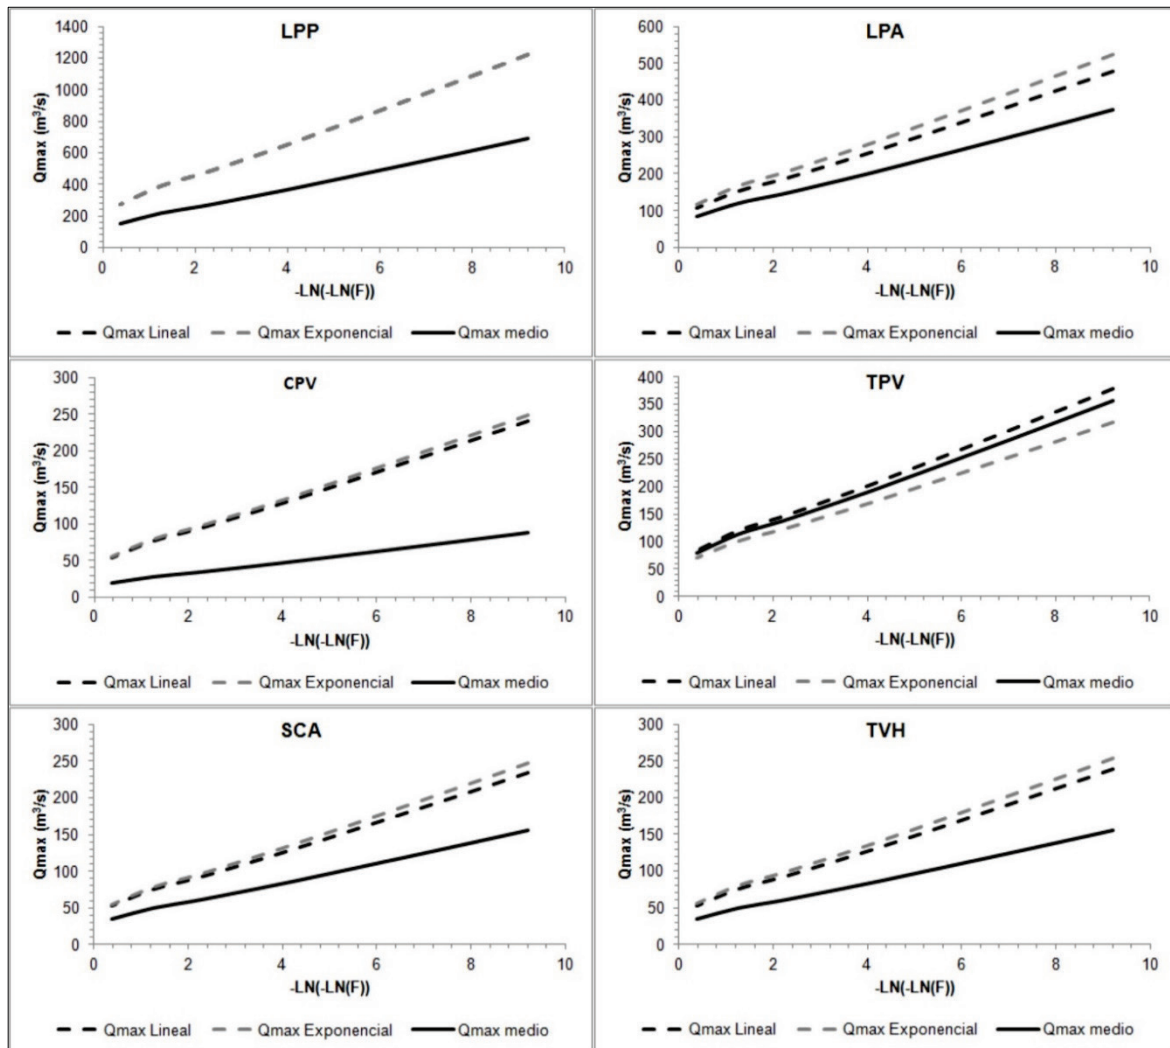 LPP
1400
1200
1000
800
600
400
200
0
Qmax (m³/s)
0 2 4 6 8 10
-LN(-LN(F))
Qmax Lineal Qmax Exponencial Qmax medio
LPA
600
500
400
300
200
100
0
Qmax (m³/s)
0 2 4 6 8 10
-LN(-LN(F))
Qmax Lineal Qmax Exponencial Qmax medio
CPV
300
250
200
150
100
50
0
Qmax (m³/s)
0 2 4 6 8 10
-LN(-LN(F))
Qmax Lineal Qmax Exponencial Qmax medio
TPV
400
350
300
250
200
150
100
50
0
Qmax (m³/s)
0 2 4 6 8 10
-LN(-LN(F))
Qmax Lineal Qmax Exponencial Qmax medio
SCA
300
250
200
150
100
50
0
Qmax (m³/s)
0 2 4 6 8 10
-LN(-LN(F))
Qmax Lineal Qmax Exponencial Qmax medio
TVH
300
250
200
150
100
50
0
Qmax (m³/s)
0 2 4 6 8 10
-LN(-LN(F))
Qmax Lineal Qmax Exponencial Qmax medio